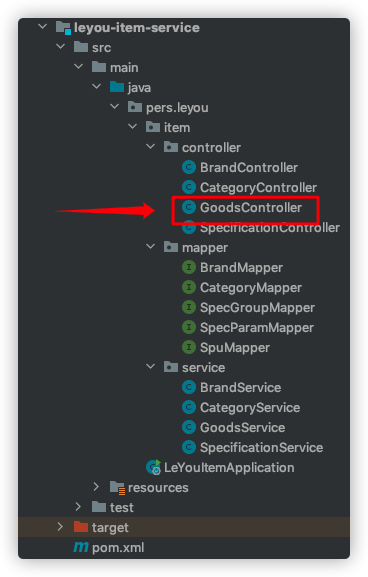 leyou-item-service
src
main
java
pers.leyou
item
controller
C BrandController
C CategoryController
C GoodsController
C SpecificationController
mapper
I BrandMapper
I CategoryMapper
I SpecGroupMapper
I SpecParamMapper
I SpuMapper
service
C BrandService
C CategoryService
C GoodsService
C SpecificationService
LeYouItemApplication
resources
test
target
m pom.xml